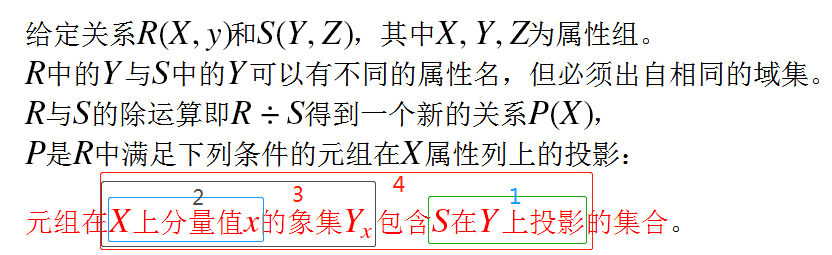 给定关系R(X, y)和S(Y, Z)，其中X, Y, Z为属性组。
R中的Y与S中的Y可以有不同的属性名，但必须出自相同的域集。
R与S的除运算即R ÷ S得到一个新的关系P(X)，
P是R中满足下列条件的元组在X属性列上的投影：
2 3 4 1
元组在X上分量值x的象集Yₓ包含S在Y上投影的集合。